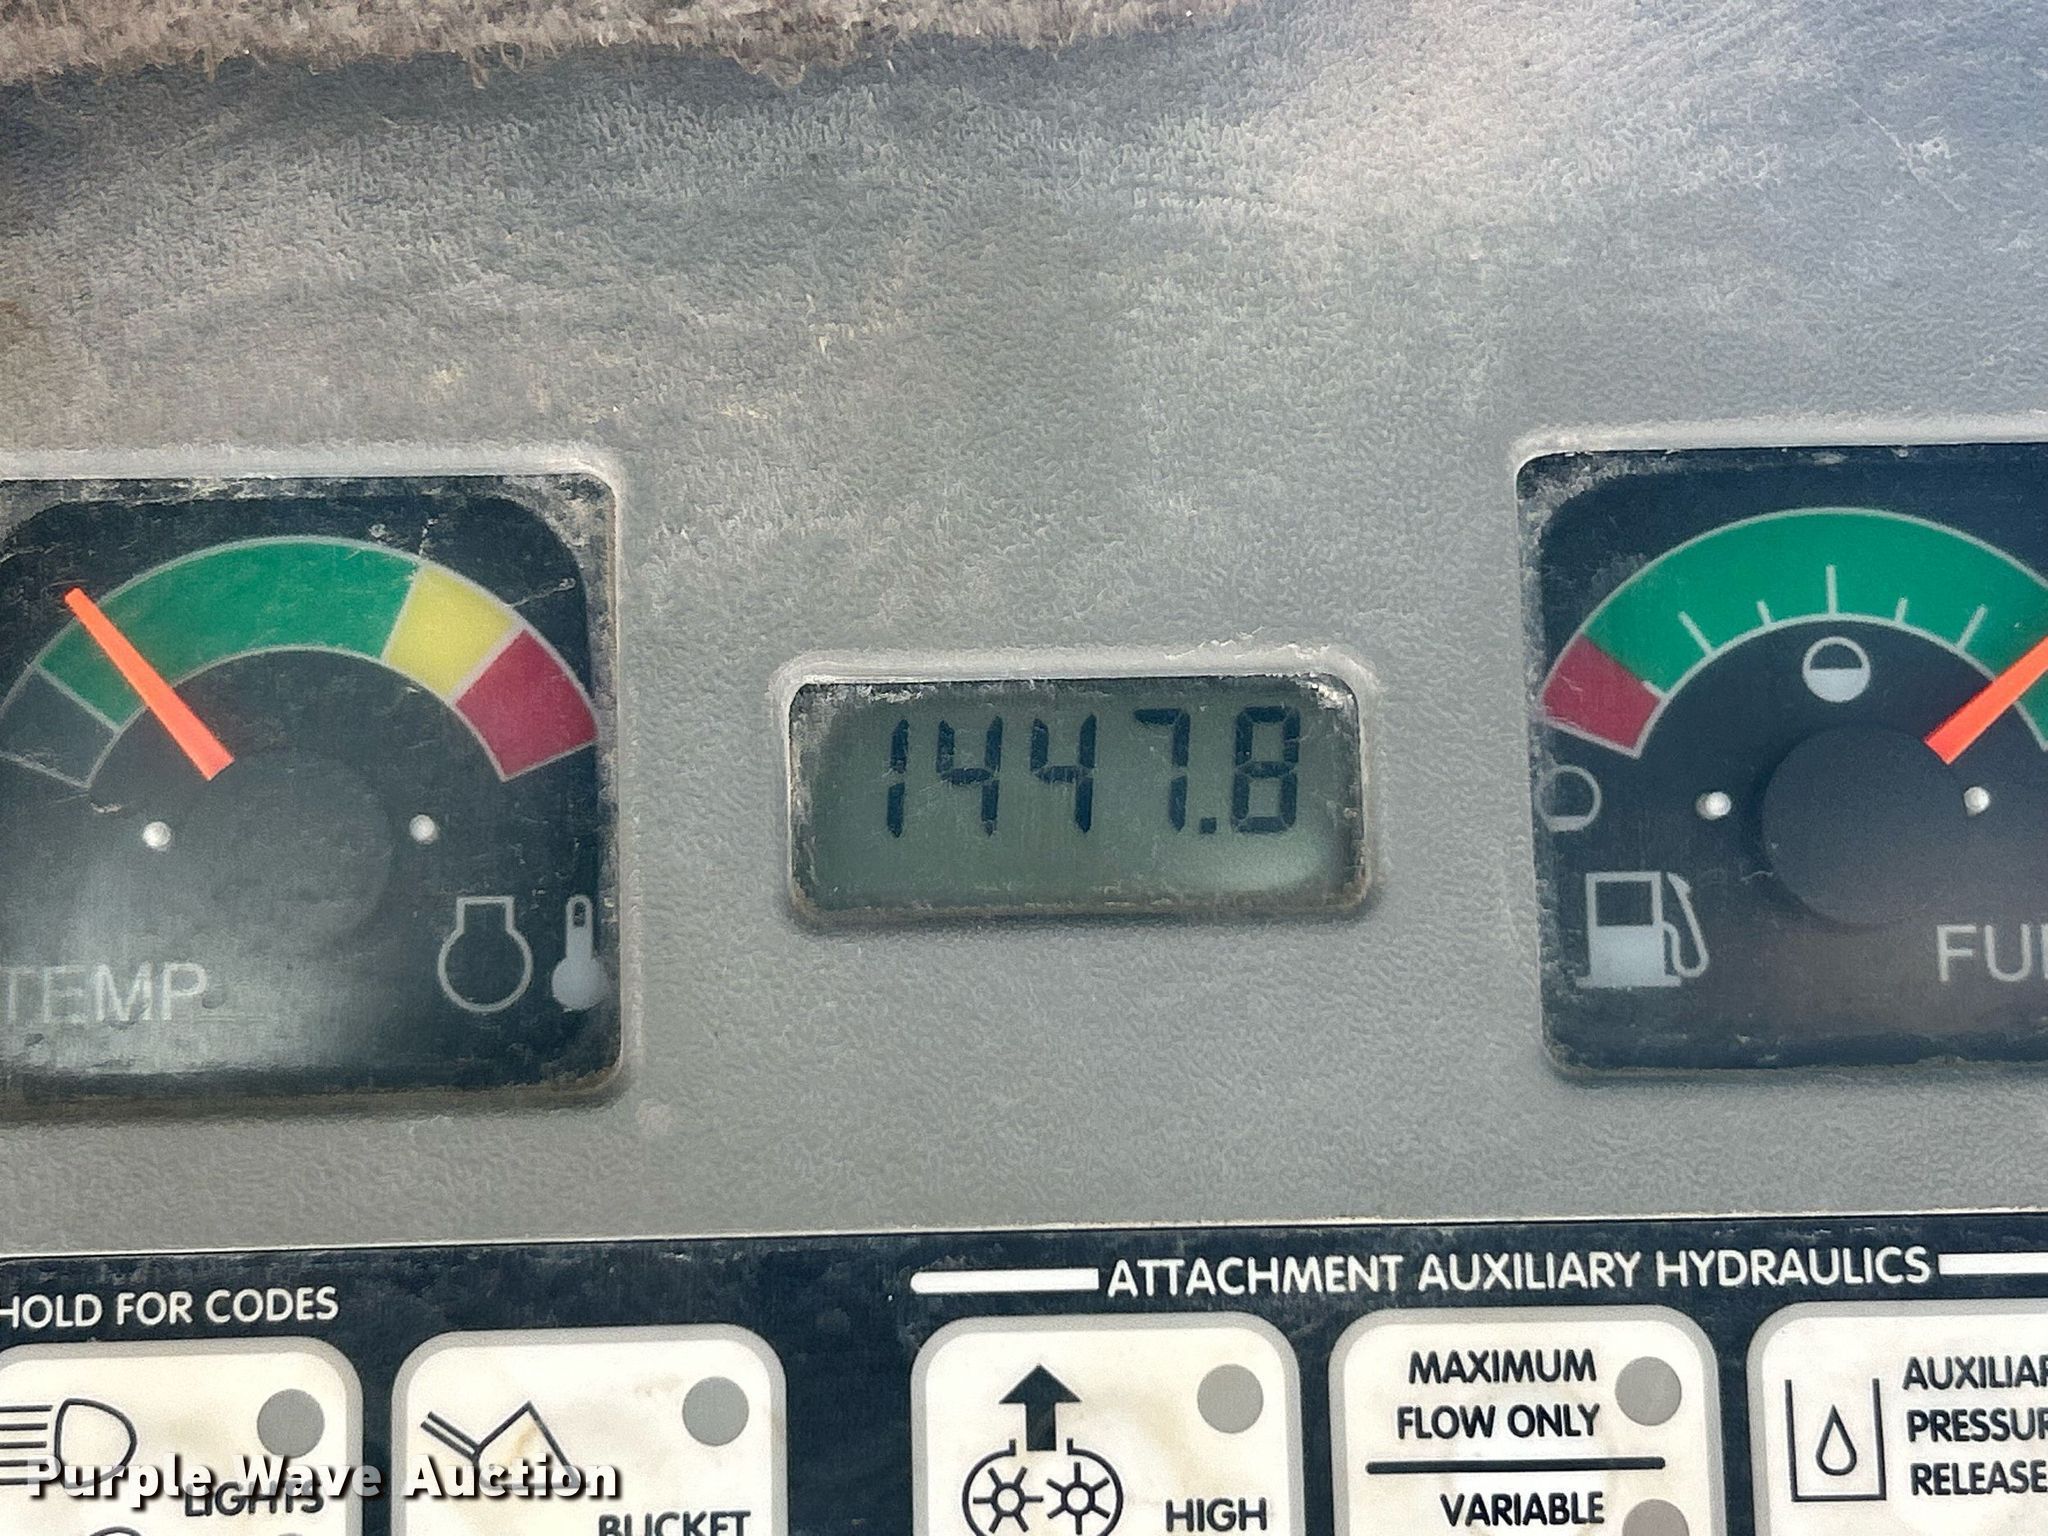 1447.8
TEMP
FU
HOLD FOR CODES
ATTACHMENT AUXILIARY HYDRAULICS
LIGHTS
BUCKET
HIGH
MAXIMUM
FLOW ONLY
VARIABLE
AUXILIAR
PRESSUR
RELEASE
Purple Wave Auction